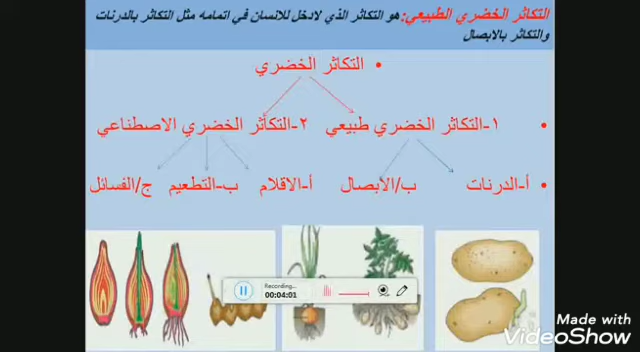 التكاثر الخضري الطبيعي: هو التكاثر الذي لادخل للانسان في اتمامه مثل التكاثر بالدرنات
والتكاثر بالابصال
• التكاثر الخضري
• ١-التكاثر الخضري طبيعي ٢-التكاثر الخضري الاصطناعي
• أ-الدرنات ب/الابصال أ-الاقلام ب-التطعيم ج/الفسائل
Recording...
00:04:01
Made with
VideoShow